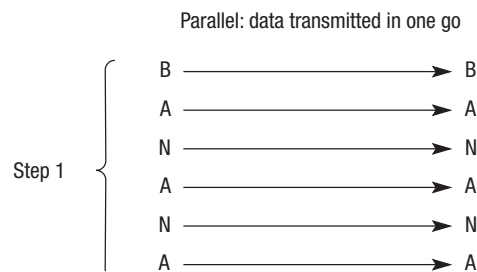 Parallel: data transmitted in one go
B B
A A
N N
Step 1
A A
N N
A A